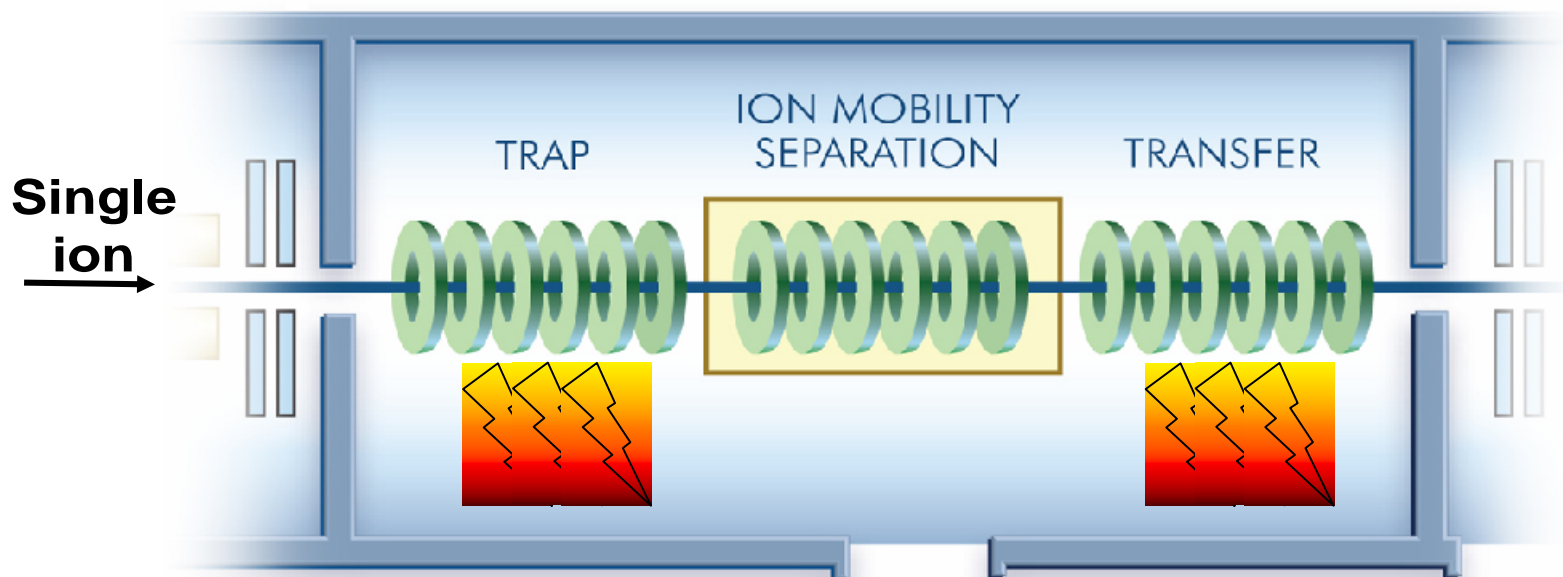 Single
ion
TRAP
ION MOBILITY
SEPARATION
TRANSFER